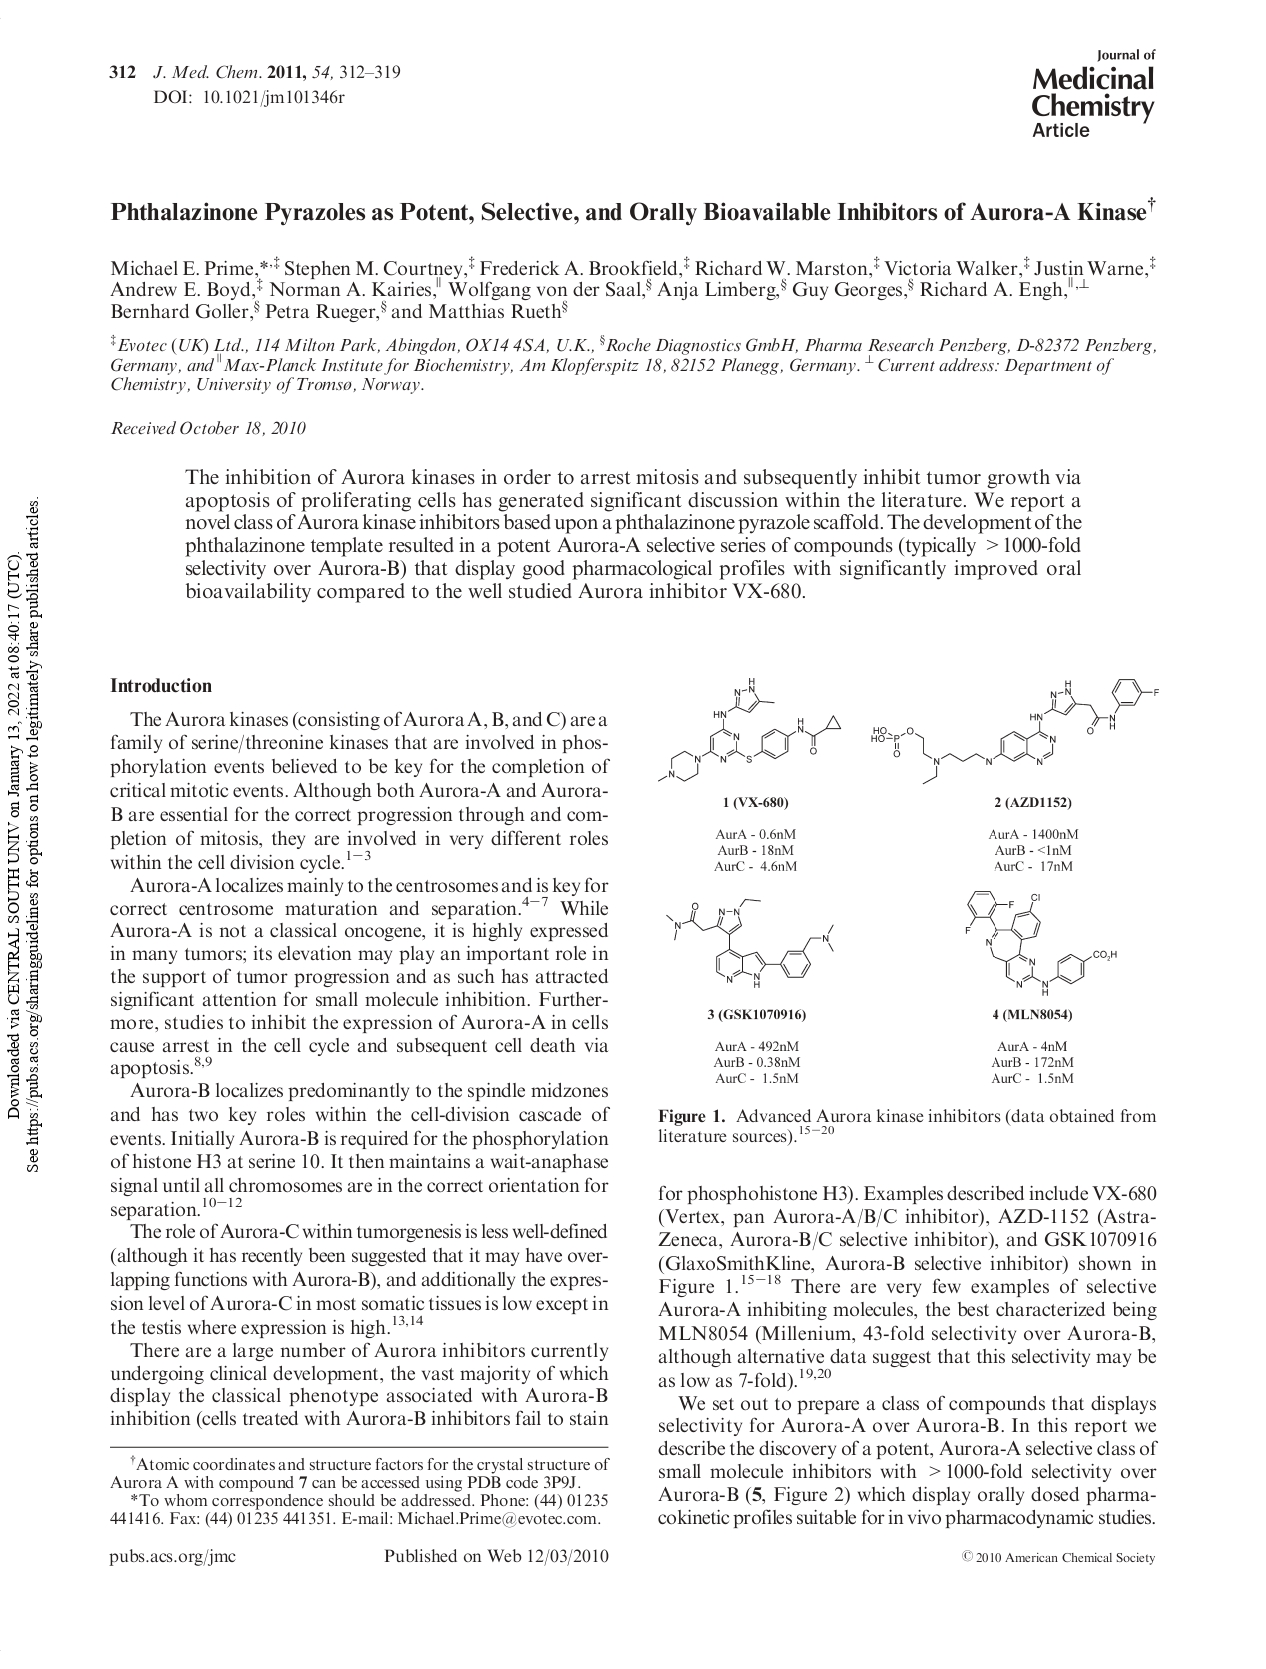 312 J. Med. Chem. 2011, 54, 312–319
DOI: 10.1021/jm101346r
Journal of
Medicinal
Chemistry
Article
Phthalazinone Pyrazoles as Potent, Selective, and Orally Bioavailable Inhibitors of Aurora-A Kinase†
Michael E. Prime,*,‡ Stephen M. Courtney,‡ Frederick A. Brookfield,‡ Richard W. Marston,‡ Victoria Walker,‡ Justin Warne,‡
Andrew E. Boyd,‡ Norman A. Kairies,∥ Wolfgang von der Saal,§ Anja Limberg,§ Guy Georges,§ Richard A. Engh,∥,⊥
Bernhard Goller,§ Petra Rueger,§ and Matthias Rueth§
‡Evotec (UK) Ltd., 114 Milton Park, Abingdon, OX14 4SA, U.K., §Roche Diagnostics GmbH, Pharma Research Penzberg, D-82372 Penzberg,
Germany, and ∥Max-Planck Institute for Biochemistry, Am Klopferspitz 18, 82152 Planegg, Germany. ⊥Current address: Department of
Chemistry, University of Tromsø, Norway.
Received October 18, 2010
The inhibition of Aurora kinases in order to arrest mitosis and subsequently inhibit tumor growth via
apoptosis of proliferating cells has generated significant discussion within the literature. We report a
novel class of Aurora kinase inhibitors based upon a phthalazinone pyrazole scaffold. The development of the
phthalazinone template resulted in a potent Aurora-A selective series of compounds (typically >1000-fold
selectivity over Aurora-B) that display good pharmacological profiles with significantly improved oral
bioavailability compared to the well studied Aurora inhibitor VX-680.
Introduction
The Aurora kinases (consisting of Aurora A, B, and C) are a
family of serine/threonine kinases that are involved in phos-
phorylation events believed to be key for the completion of
critical mitotic events. Although both Aurora-A and Aurora-
B are essential for the correct progression through and com-
pletion of mitosis, they are involved in very different roles
within the cell division cycle.1−3
Aurora-A localizes mainly to the centrosomes and is key for
correct centrosome maturation and separation.4−7 While
Aurora-A is not a classical oncogene, it is highly expressed
in many tumors; its elevation may play an important role in
the support of tumor progression and as such has attracted
significant attention for small molecule inhibition. Further-
more, studies to inhibit the expression of Aurora-A in cells
cause arrest in the cell cycle and subsequent cell death via
apoptosis.8,9
Aurora-B localizes predominantly to the spindle midzones
and has two key roles within the cell-division cascade of
events. Initially Aurora-B is required for the phosphorylation
of histone H3 at serine 10. It then maintains a wait-anaphase
signal until all chromosomes are in the correct orientation for
separation.10−12
The role of Aurora-C within tumorgenesis is less well-defined
(although it has recently been suggested that it may have over-
lapping functions with Aurora-B), and additionally the expres-
sion level of Aurora-C in most somatic tissues is low except in
the testis where expression is high.13,14
There are a large number of Aurora inhibitors currently
undergoing clinical development, the vast majority of which
display the classical phenotype associated with Aurora-B
inhibition (cells treated with Aurora-B inhibitors fail to stain
†Atomic coordinates and structure factors for the crystal structure of
Aurora A with compound 7 can be accessed using PDB code 3P9J.
*To whom correspondence should be addressed. Phone: (44) 01235
441416. Fax: (44) 01235 441351. E-mail: Michael.Prime@evotec.com.
1 (VX-680)
AurA - 0.6nM
AurB - 18nM
AurC - 4.6nM
2 (AZD1152)
AurA - 1400nM
AurB - <1nM
AurC - 17nM
3 (GSK1070916)
AurA - 492nM
AurB - 0.38nM
AurC - 1.5nM
4 (MLN8054)
AurA - 4nM
AurB - 172nM
AurC - 1.5nM
Figure 1. Advanced Aurora kinase inhibitors (data obtained from
literature sources).15−20
for phosphohistone H3). Examples described include VX-680
(Vertex, pan Aurora-A/B/C inhibitor), AZD-1152 (Astra-
Zeneca, Aurora-B/C selective inhibitor), and GSK1070916
(GlaxoSmithKline, Aurora-B selective inhibitor) shown in
Figure 1.15−18 There are very few examples of selective
Aurora-A inhibiting molecules, the best characterized being
MLN8054 (Millenium, 43-fold selectivity over Aurora-B,
although alternative data suggest that this selectivity may be
as low as 7-fold).19,20
We set out to prepare a class of compounds that displays
selectivity for Aurora-A over Aurora-B. In this report we
describe the discovery of a potent, Aurora-A selective class of
small molecule inhibitors with >1000-fold selectivity over
Aurora-B (5, Figure 2) which display orally dosed pharma-
cokinetic profiles suitable for in vivo pharmacodynamic studies.
pubs.acs.org/jmc
Published on Web 12/03/2010
© 2010 American Chemical Society
Downloaded via CENTRAL SOUTH UNIV on January 13, 2022 at 08:40:17 (UTC).
See https://pubs.acs.org/sharingguidelines for options on how to legitimately share published articles.